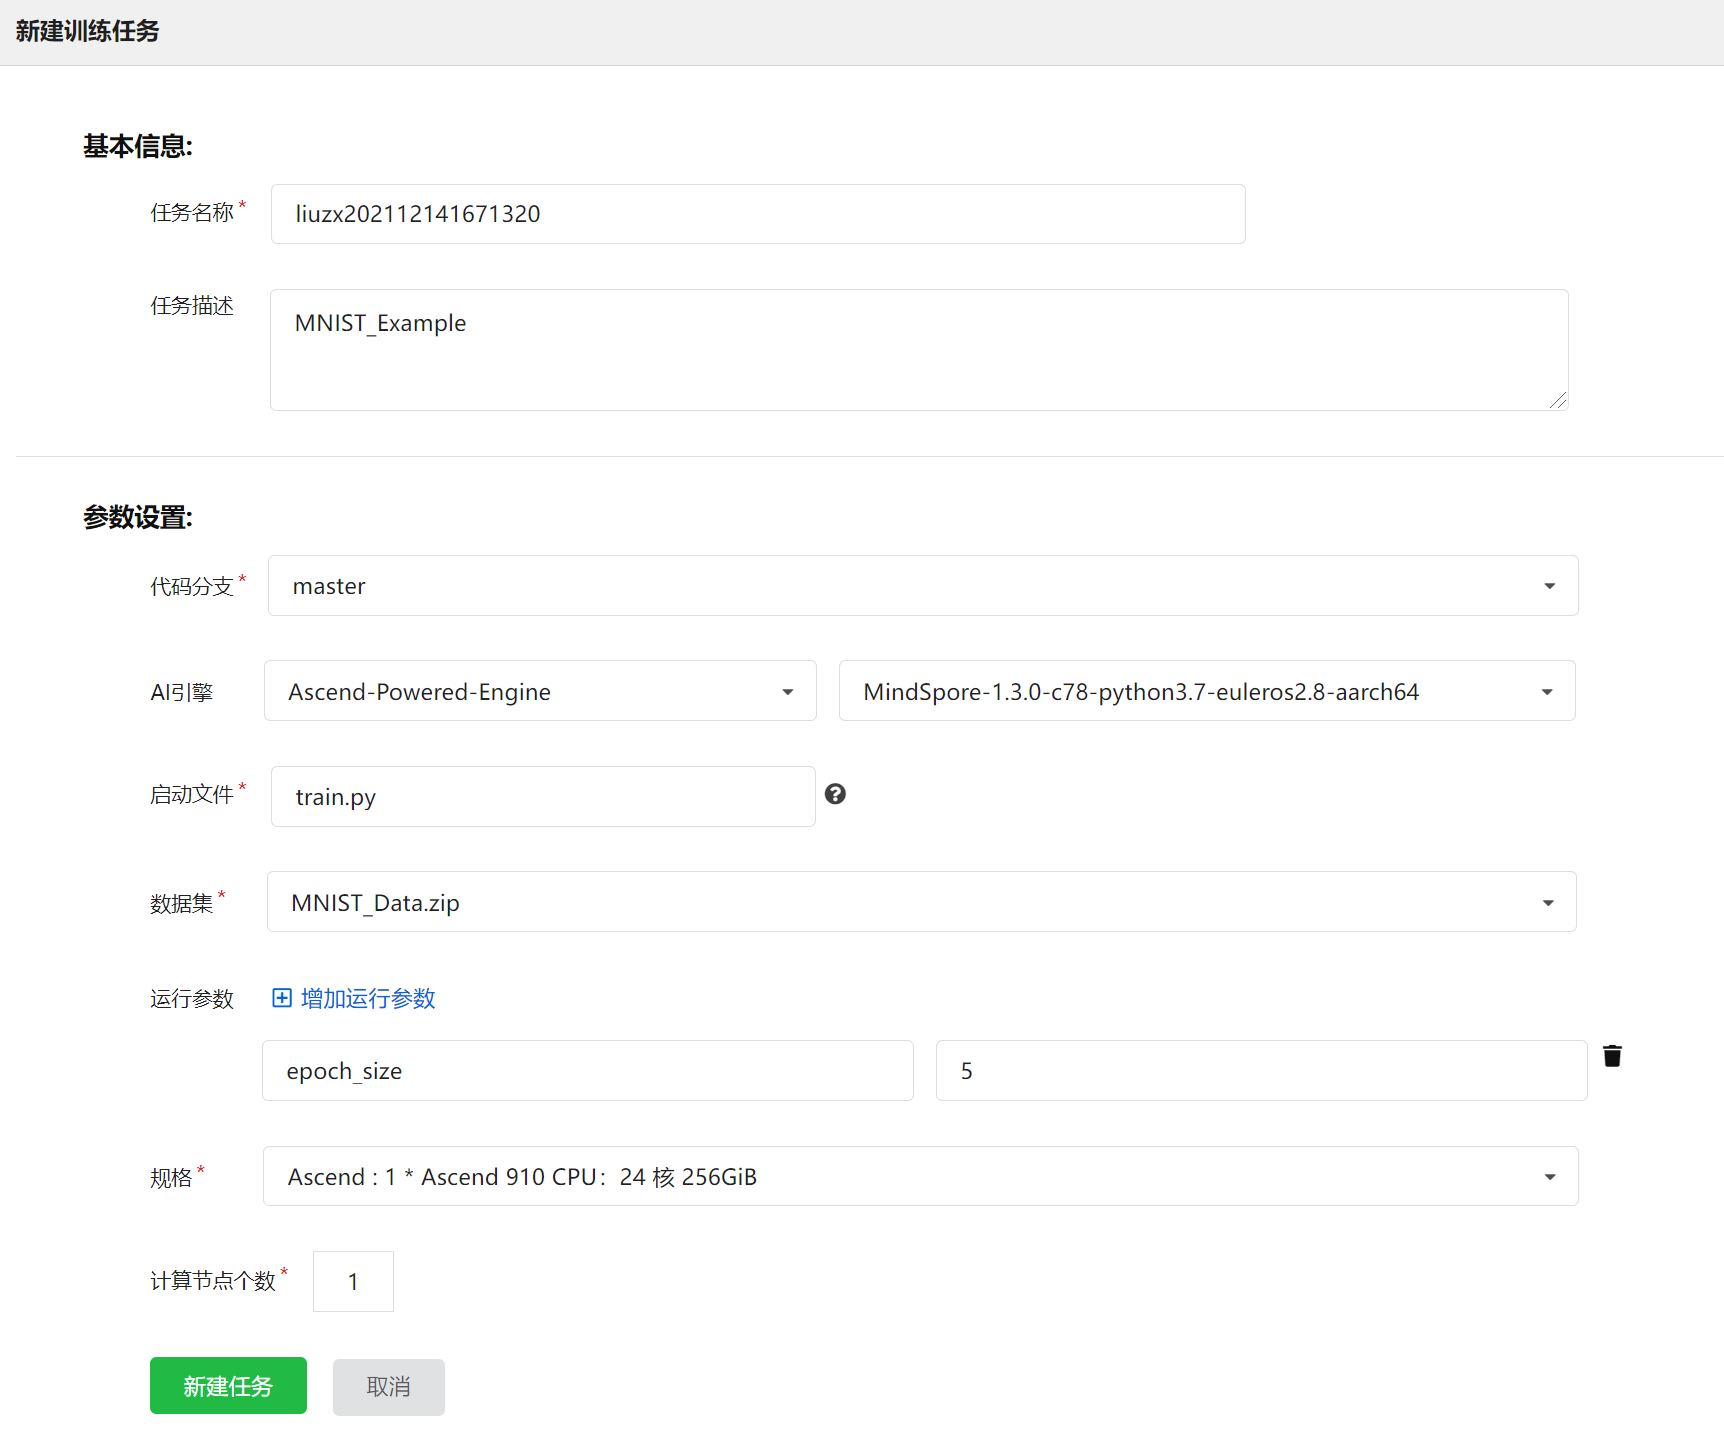 新建训练任务
基本信息:
任务名称*
liuzx202112141671320
任务描述
MNIST_Example
参数设置:
代码分支*
master
AI引擎
Ascend-Powered-Engine
MindSpore-1.3.0-c78-python3.7-euleros2.8-aarch64
启动文件*
train.py
数据集*
MNIST_Data.zip
运行参数
增加运行参数
epoch_size
5
规格*
Ascend : 1 * Ascend 910 CPU：24 核 256GiB
计算节点个数*
1
新建任务
取消